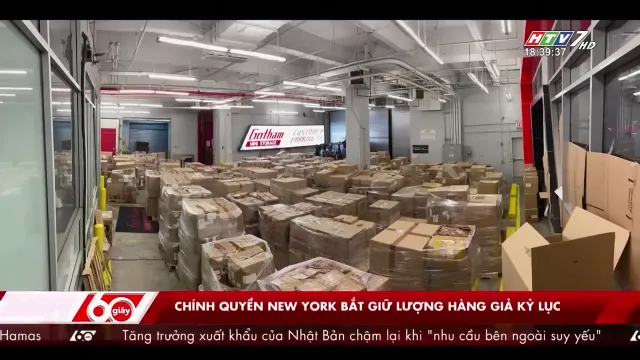 HTV7 HD
18:39:37
Gotham
MINI STORAGE
60 giây
CHÍNH QUYỀN NEW YORK BẮT GIỮ LƯỢNG HÀNG GIẢ KỶ LỤC
Hamas 60 Tăng trưởng xuất khẩu của Nhật Bản chậm lại khi "nhu cầu bên ngoài suy yếu"